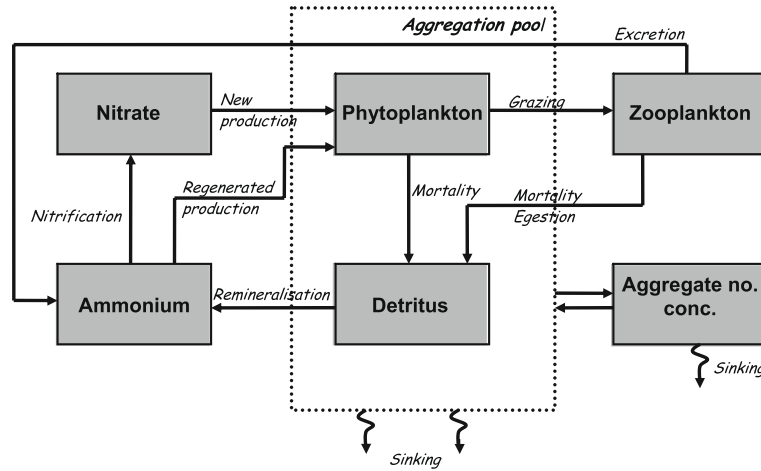 Aggregation pool
Excretion
Nitrate
New
production
Phytoplankton
Grazing
Zooplankton
Nitrification
Regenerated
production
Mortality
Mortality
Egestion
Ammonium
Remineralisation
Detritus
Aggregate no.
conc.
Sinking
Sinking